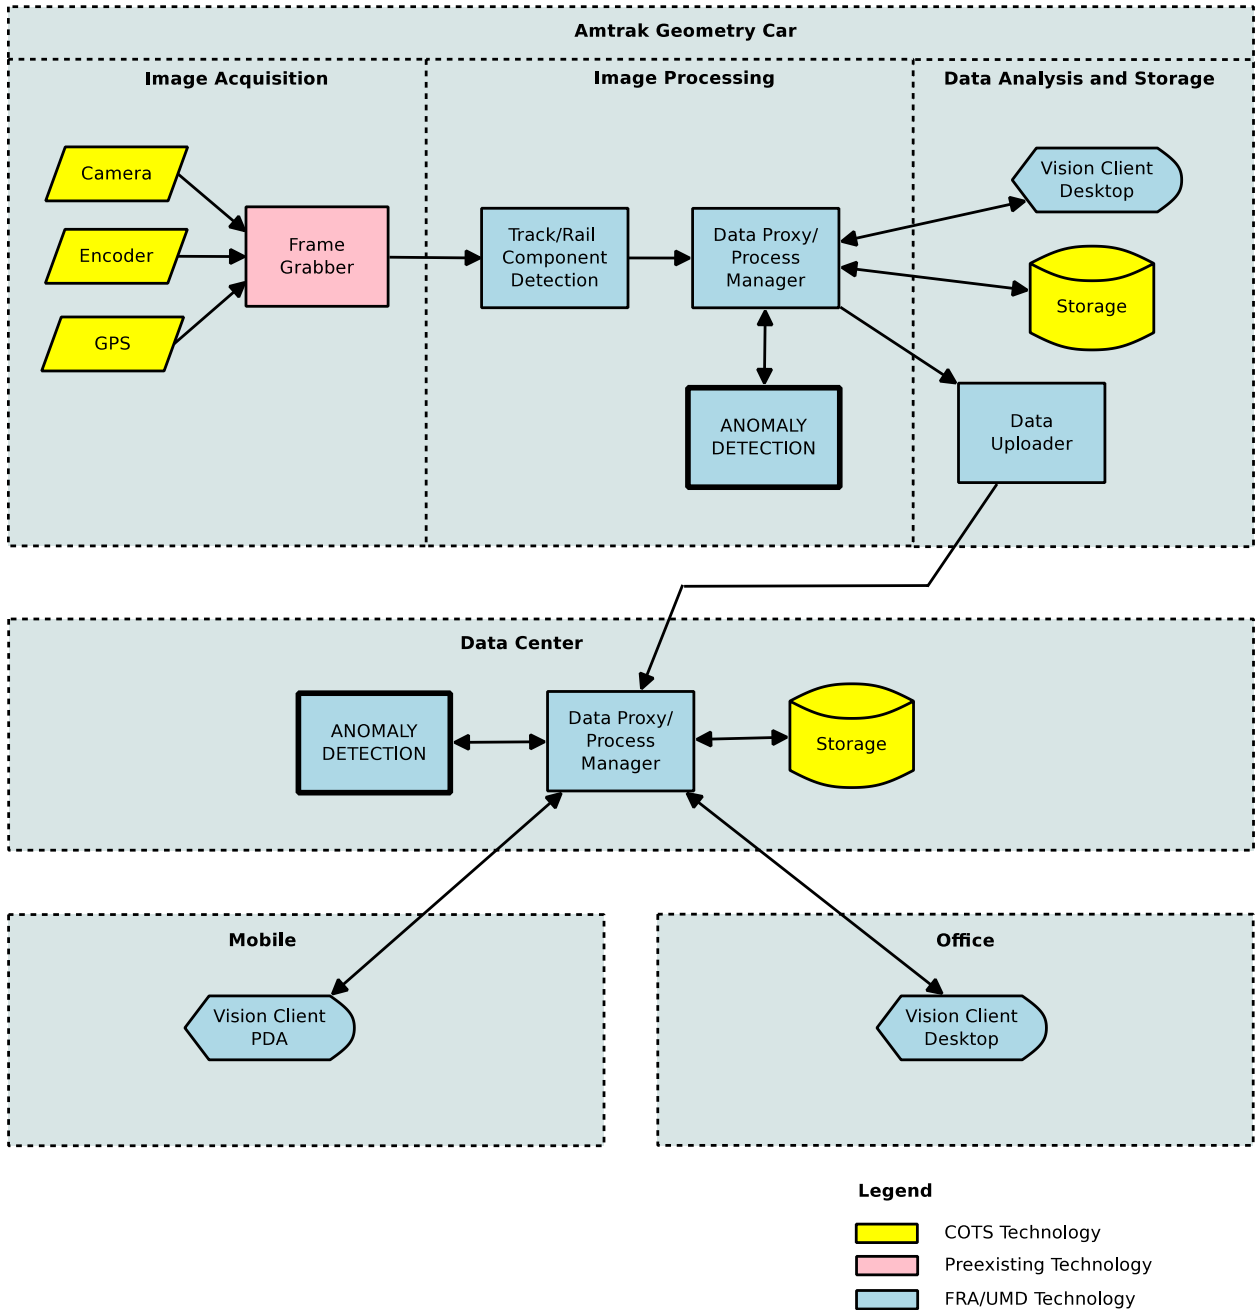 Amtrak Geometry Car
Image Acquisition
Image Processing
Data Analysis and Storage
Camera
Encoder
GPS
Frame
Grabber
Track/Rail
Component
Detection
Data Proxy/
Process
Manager
ANOMALY
DETECTION
Vision Client
Desktop
Storage
Data
Uploader
Data Center
ANOMALY
DETECTION
Data Proxy/
Process
Manager
Storage
Mobile
Vision Client
PDA
Office
Vision Client
Desktop
Legend
COTS Technology
Preexisting Technology
FRA/UMD Technology